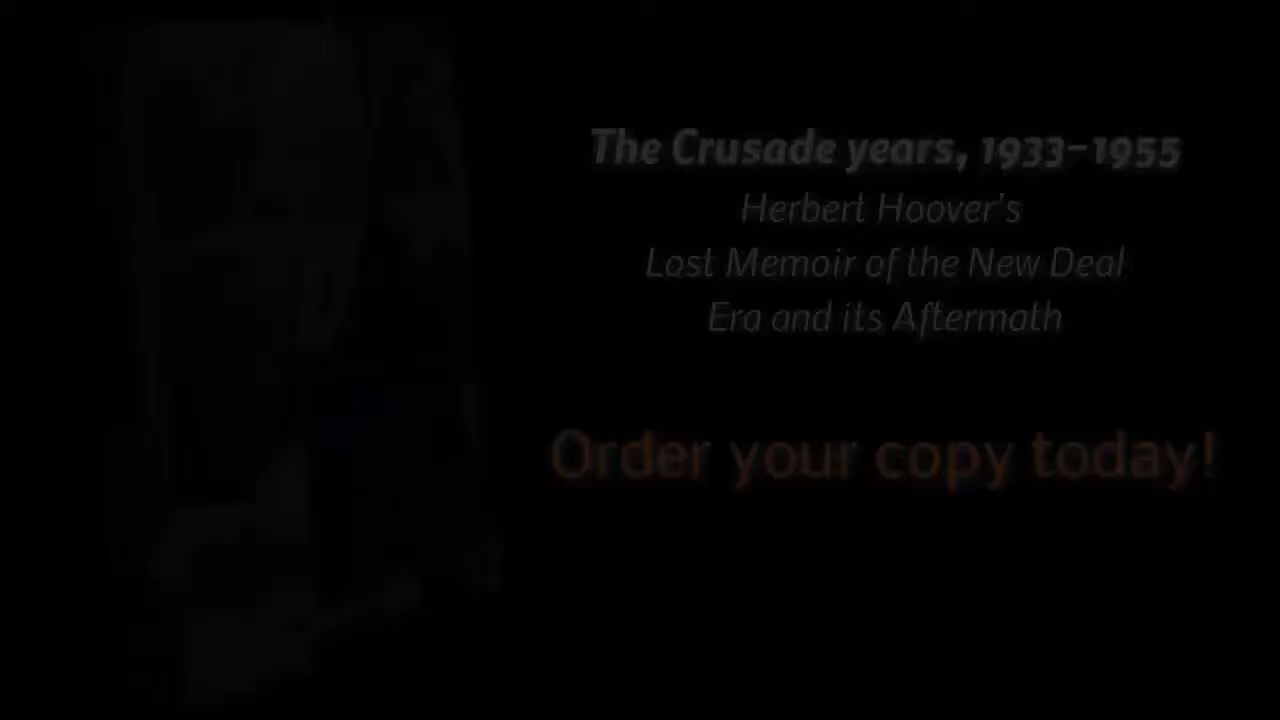 The Crusade years, 1933–1955
Herbert Hoover's
Lost Memoir of the New Deal
Era and its Aftermath
Order your copy today!